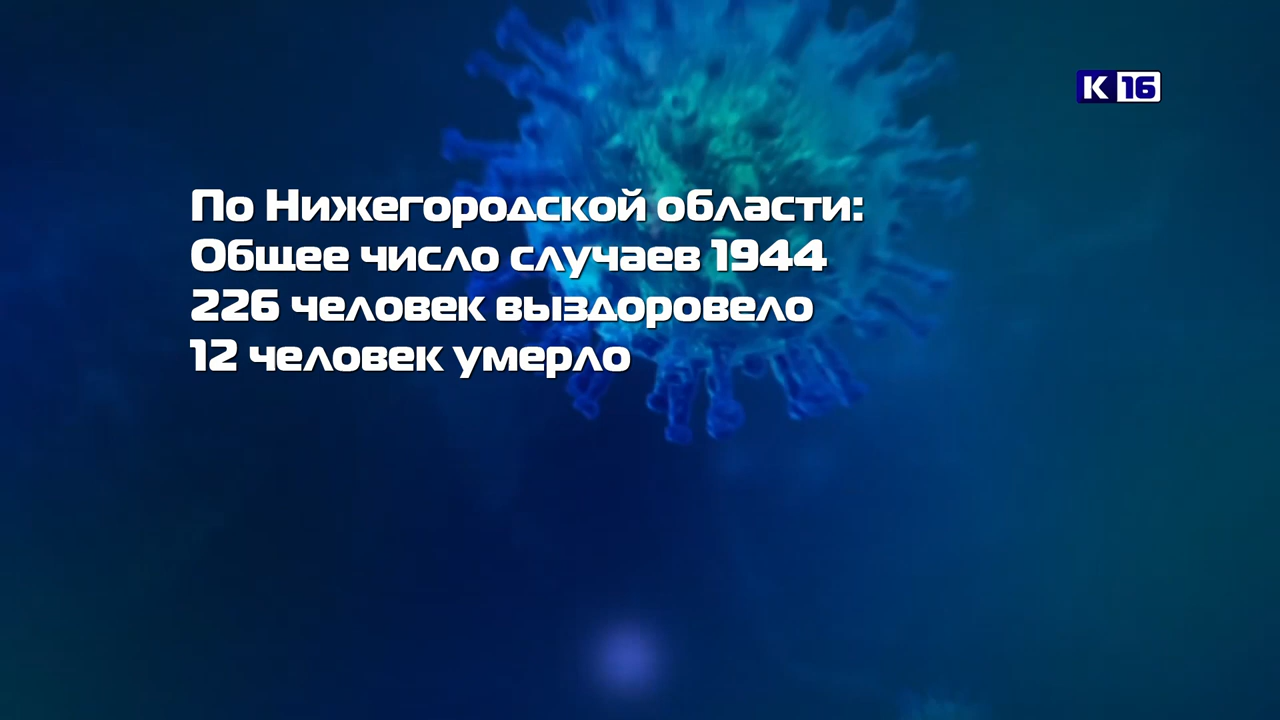 К 16
По Нижегородской области:
Общее число случаев 1944
226 человек выздоровело
12 человек умерло